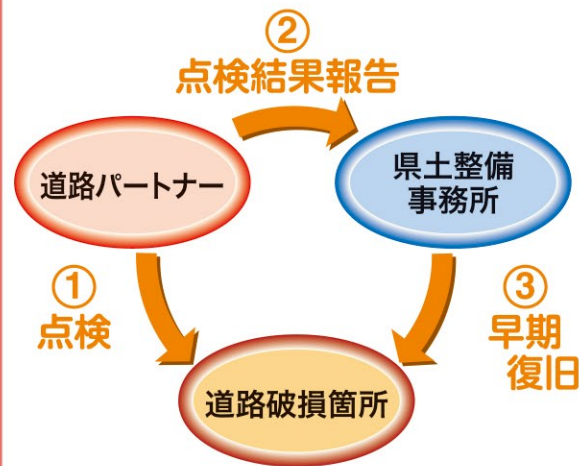 ②
点検結果報告
道路パートナー
県土整備
事務所
①
点検
③
早期
復旧
道路破損箇所